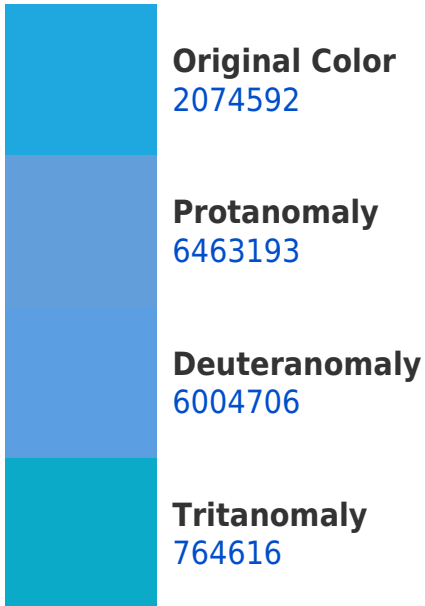 Original Color
2074592
Protanomaly
6463193
Deuteranomaly
6004706
Tritanomaly
764616